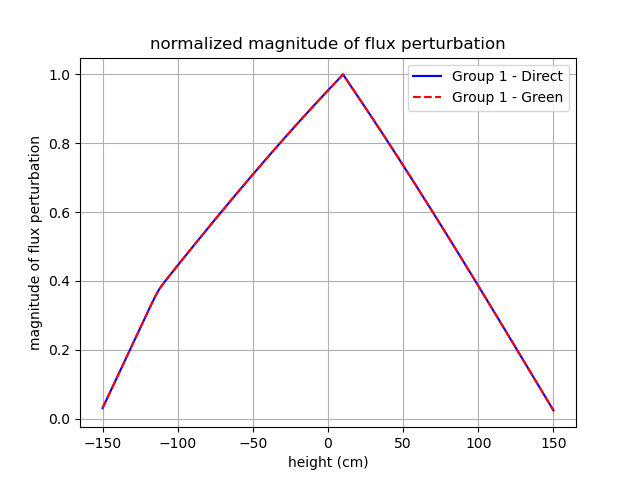 normalized magnitude of flux perturbation
Group 1 - Direct
Group 1 - Green
magnitude of flux perturbation
1.0
0.8
0.6
0.4
0.2
0.0
−150
−100
−50
0
50
100
150
height (cm)